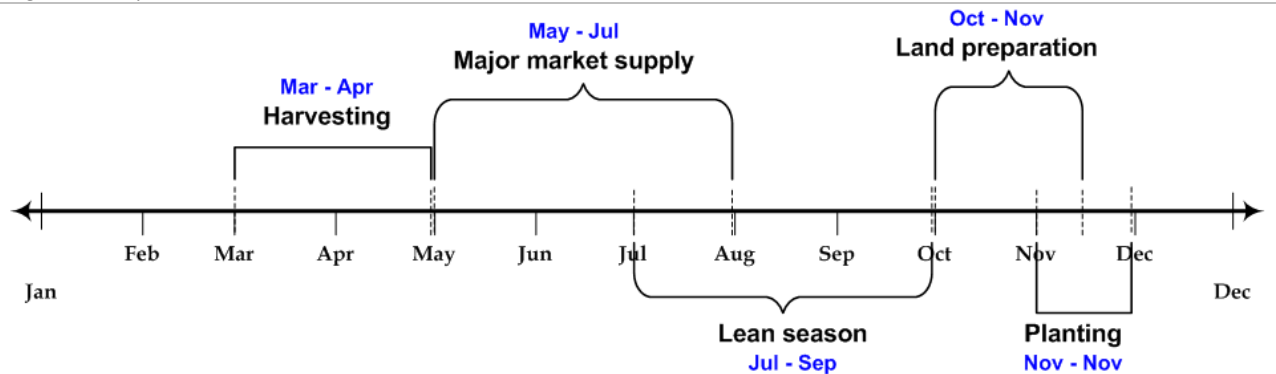 Oct - Nov
Land preparation
May - Jul
Major market supply
Mar - Apr
Harvesting
Feb Mar Apr May Jun Jul Aug Sep Oct Nov Dec
Jan Dec
Lean season
Jul - Sep
Planting
Nov - Nov